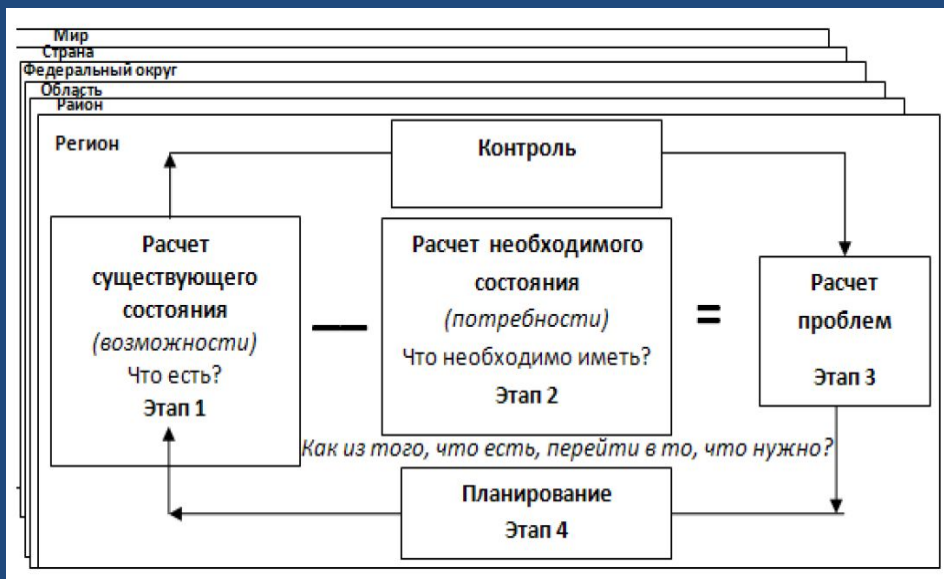 Мир
Страна
Федеральный округ
Область
Район
Регион
Контроль
Расчет
существующего
состояния
(возможности)
Что есть?
Этап 1
—
Расчет необходимого
состояния
(потребности)
Что необходимо иметь?
Этап 2
=
Расчет
проблем
Этап 3
Как из того, что есть, перейти в то, что нужно?
Планирование
Этап 4